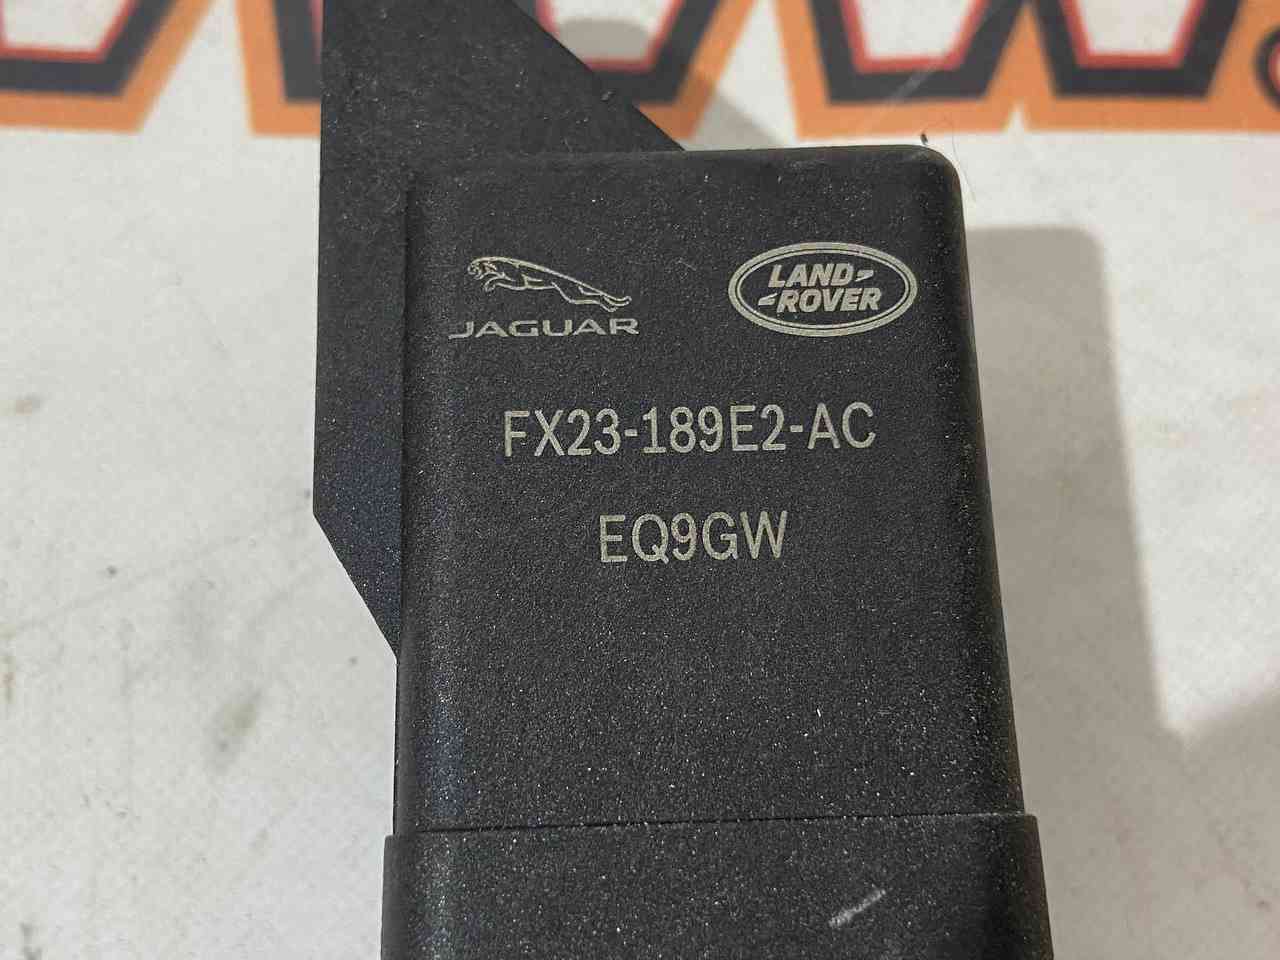 JAGUAR
LAND-
-ROVER
FX23-189E2-AC
EQ9GW